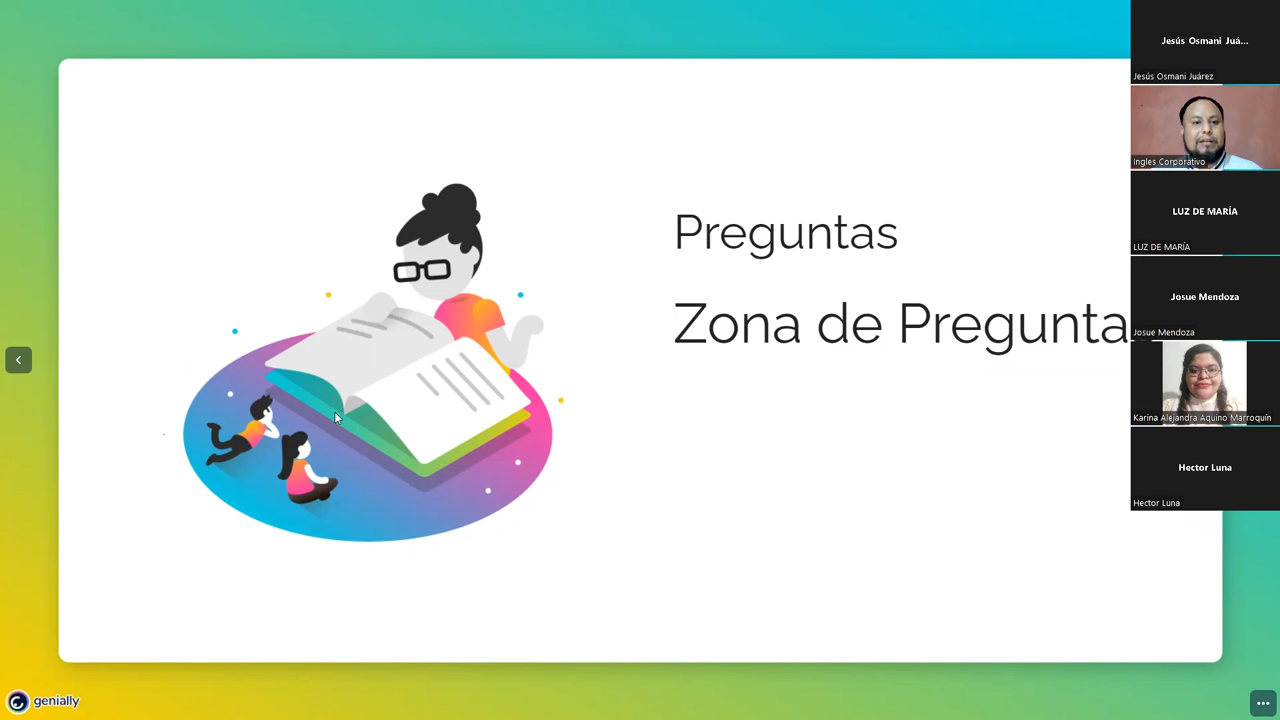 Preguntas
Zona de Pregunta
genially
Jesús Osmani Juá...
Jesús Osmani Juárez
Ingles Corporativo
LUZ DE MARÍA
LUZ DE MARÍA
Josue Mendoza
Josue Mendoza
Karina Alejandra Aquino Marroquín
Hector Luna
Hector Luna